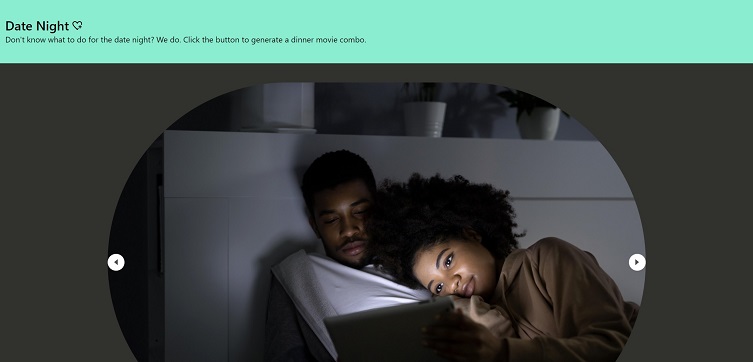 Date Night
Don't know what to do for the date night? We do. Click the button to generate a dinner movie combo.